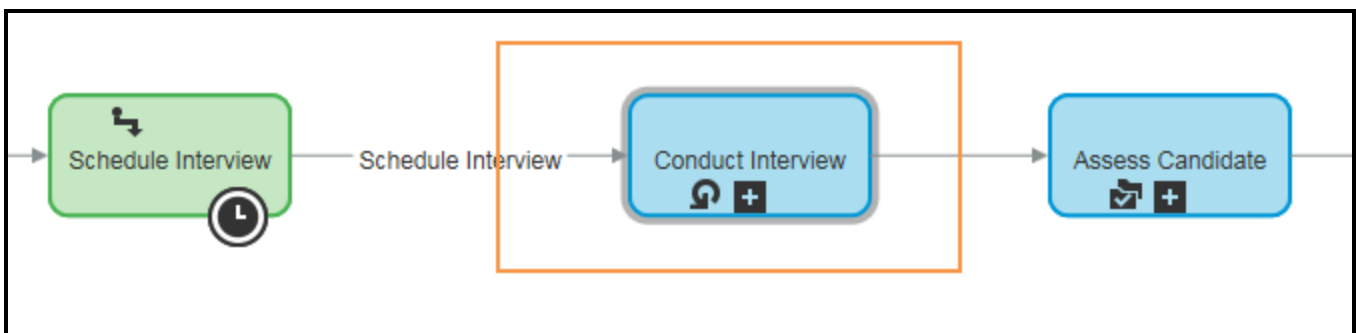 Schedule Interview
Schedule Interview
Conduct Interview
Assess Candidate